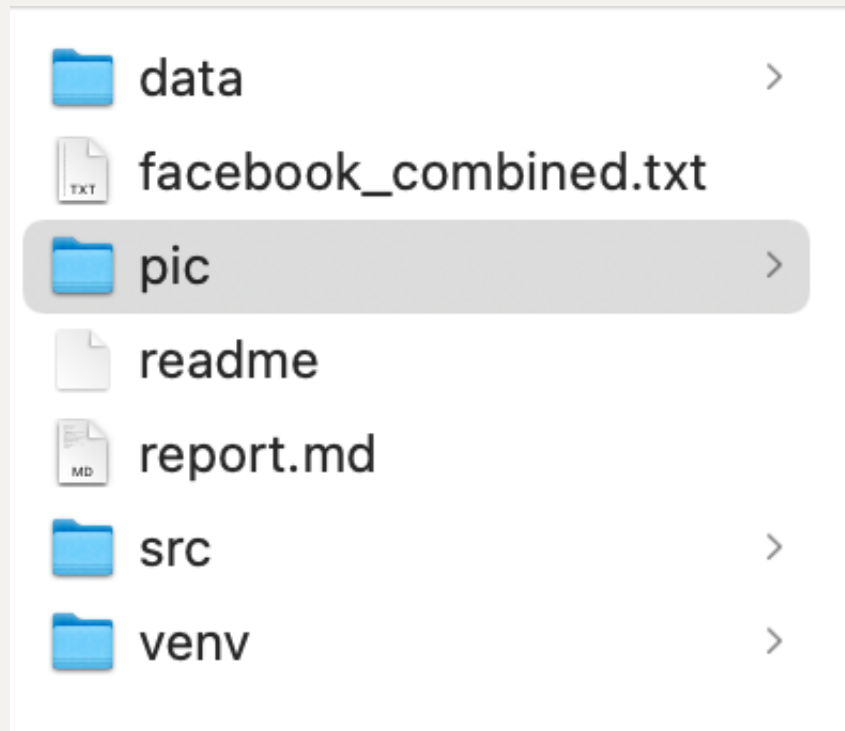 data
TXT
facebook_combined.txt
pic
readme
MD
report.md
src
venv